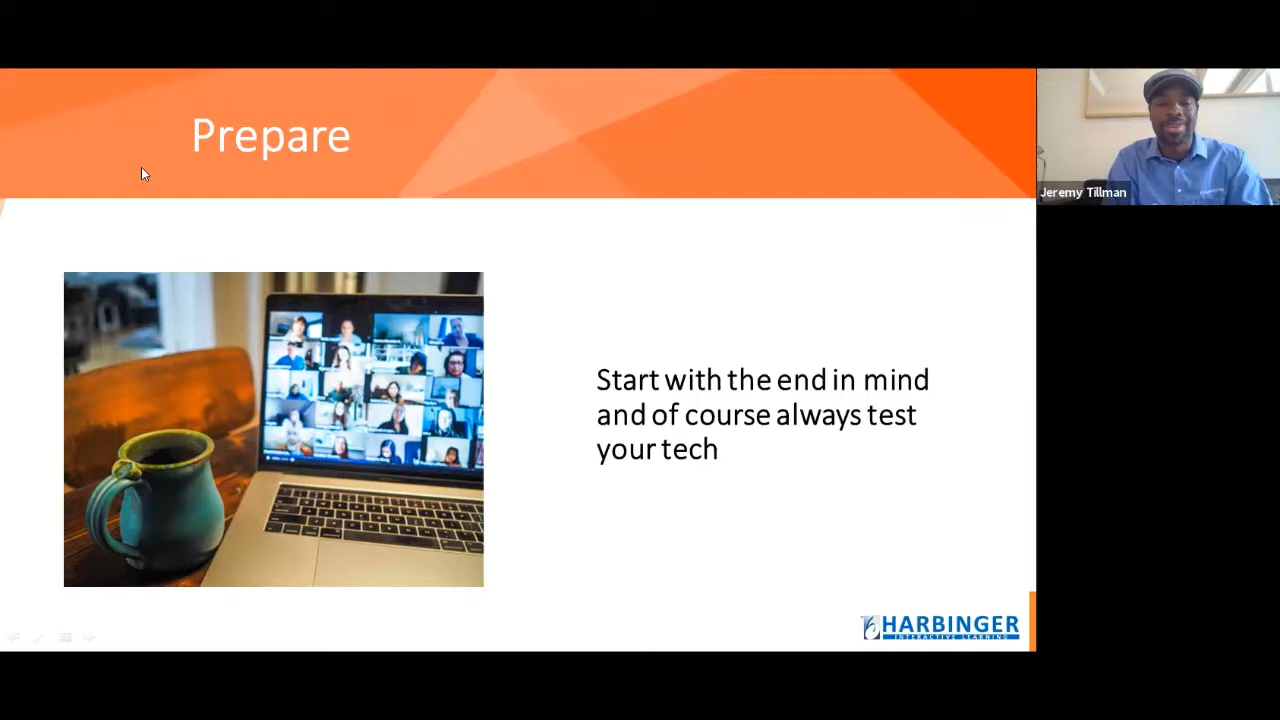 Prepare
Jeremy Tillman
Start with the end in mind
and of course always test
your tech
HARBINGER
INTERACTIVE LEARNING